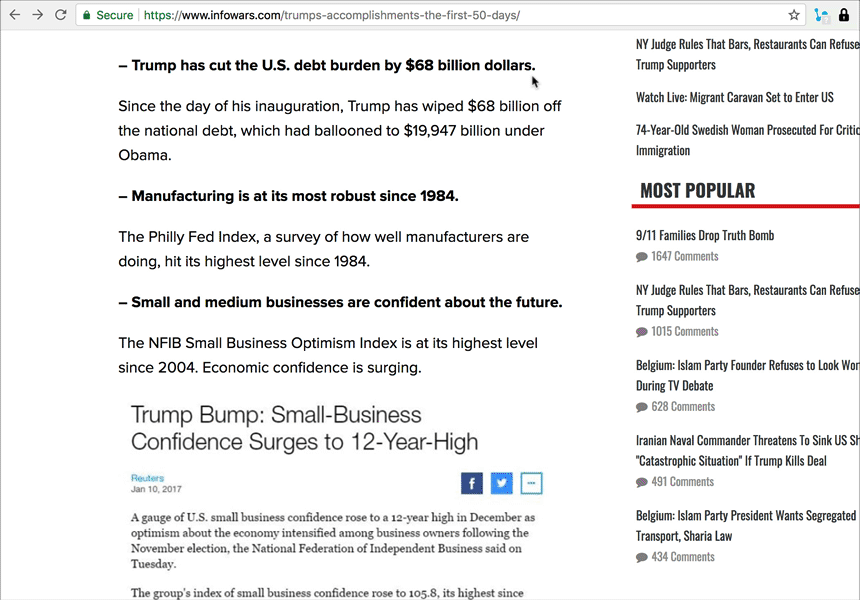 Secure https://www.infowars.com/trumps-accomplishments-the-first-50-days/
– Trump has cut the U.S. debt burden by $68 billion dollars.
Since the day of his inauguration, Trump has wiped $68 billion off
the national debt, which had ballooned to $19,947 billion under
Obama.
– Manufacturing is at its most robust since 1984.
The Philly Fed Index, a survey of how well manufacturers are
doing, hit its highest level since 1984.
– Small and medium businesses are confident about the future.
The NFIB Small Business Optimism Index is at its highest level
since 2004. Economic confidence is surging.
Trump Bump: Small-Business
Confidence Surges to 12-Year-High
Reuters
Jan 10, 2017
A gauge of U.S. small business confidence rose to a 12-year high in December as
optimism about the economy intensified among business owners following the
November election, the National Federation of Independent Business said on
Tuesday.
The group's index of small business confidence rose to 105.8, its highest since
NY Judge Rules That Bars, Restaurants Can Refuse
Trump Supporters
Watch Live: Migrant Caravan Set to Enter US
74-Year-Old Swedish Woman Prosecuted For Critic
Immigration
MOST POPULAR
9/11 Families Drop Truth Bomb
1647 Comments
NY Judge Rules That Bars, Restaurants Can Refuse
Trump Supporters
1015 Comments
Belgium: Islam Party Founder Refuses to Look Wom
During TV Debate
628 Comments
Iranian Naval Commander Threatens To Sink US Sh
"Catastrophic Situation" If Trump Kills Deal
491 Comments
Belgium: Islam Party President Wants Segregated
Transport, Sharia Law
434 Comments